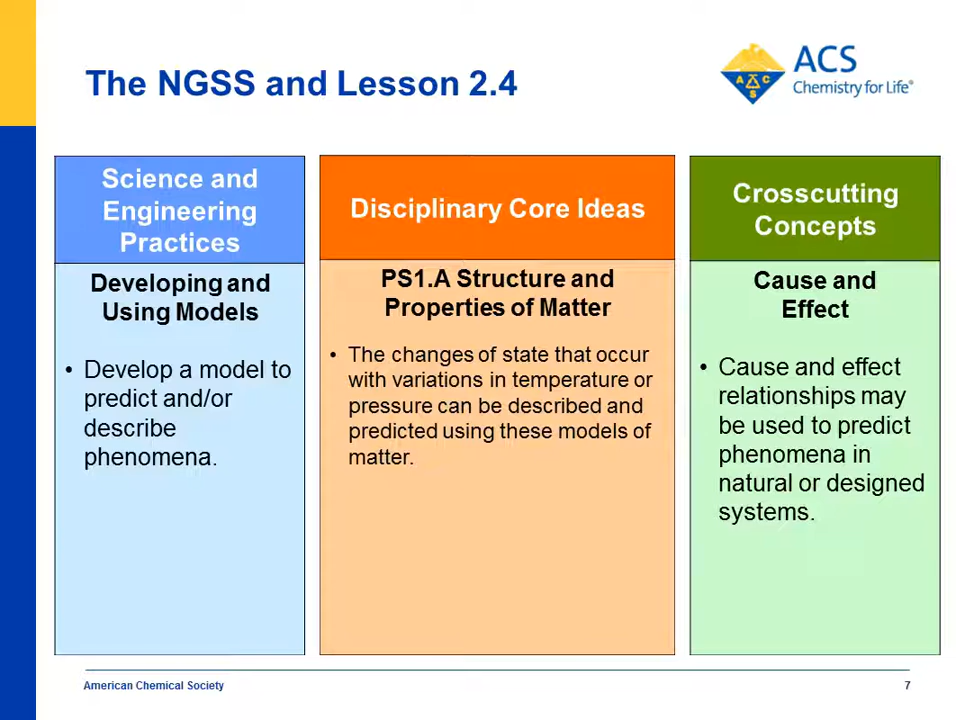 The NGSS and Lesson 2.4
A C S
ACS
Chemistry for Life®
Science and
Engineering
Practices
Developing and
Using Models
• Develop a model to
predict and/or
describe
phenomena.
Disciplinary Core Ideas
PS1.A Structure and
Properties of Matter
• The changes of state that occur
with variations in temperature or
pressure can be described and
predicted using these models of
matter.
Crosscutting
Concepts
Cause and
Effect
• Cause and effect
relationships may
be used to predict
phenomena in
natural or designed
systems.
American Chemical Society
7